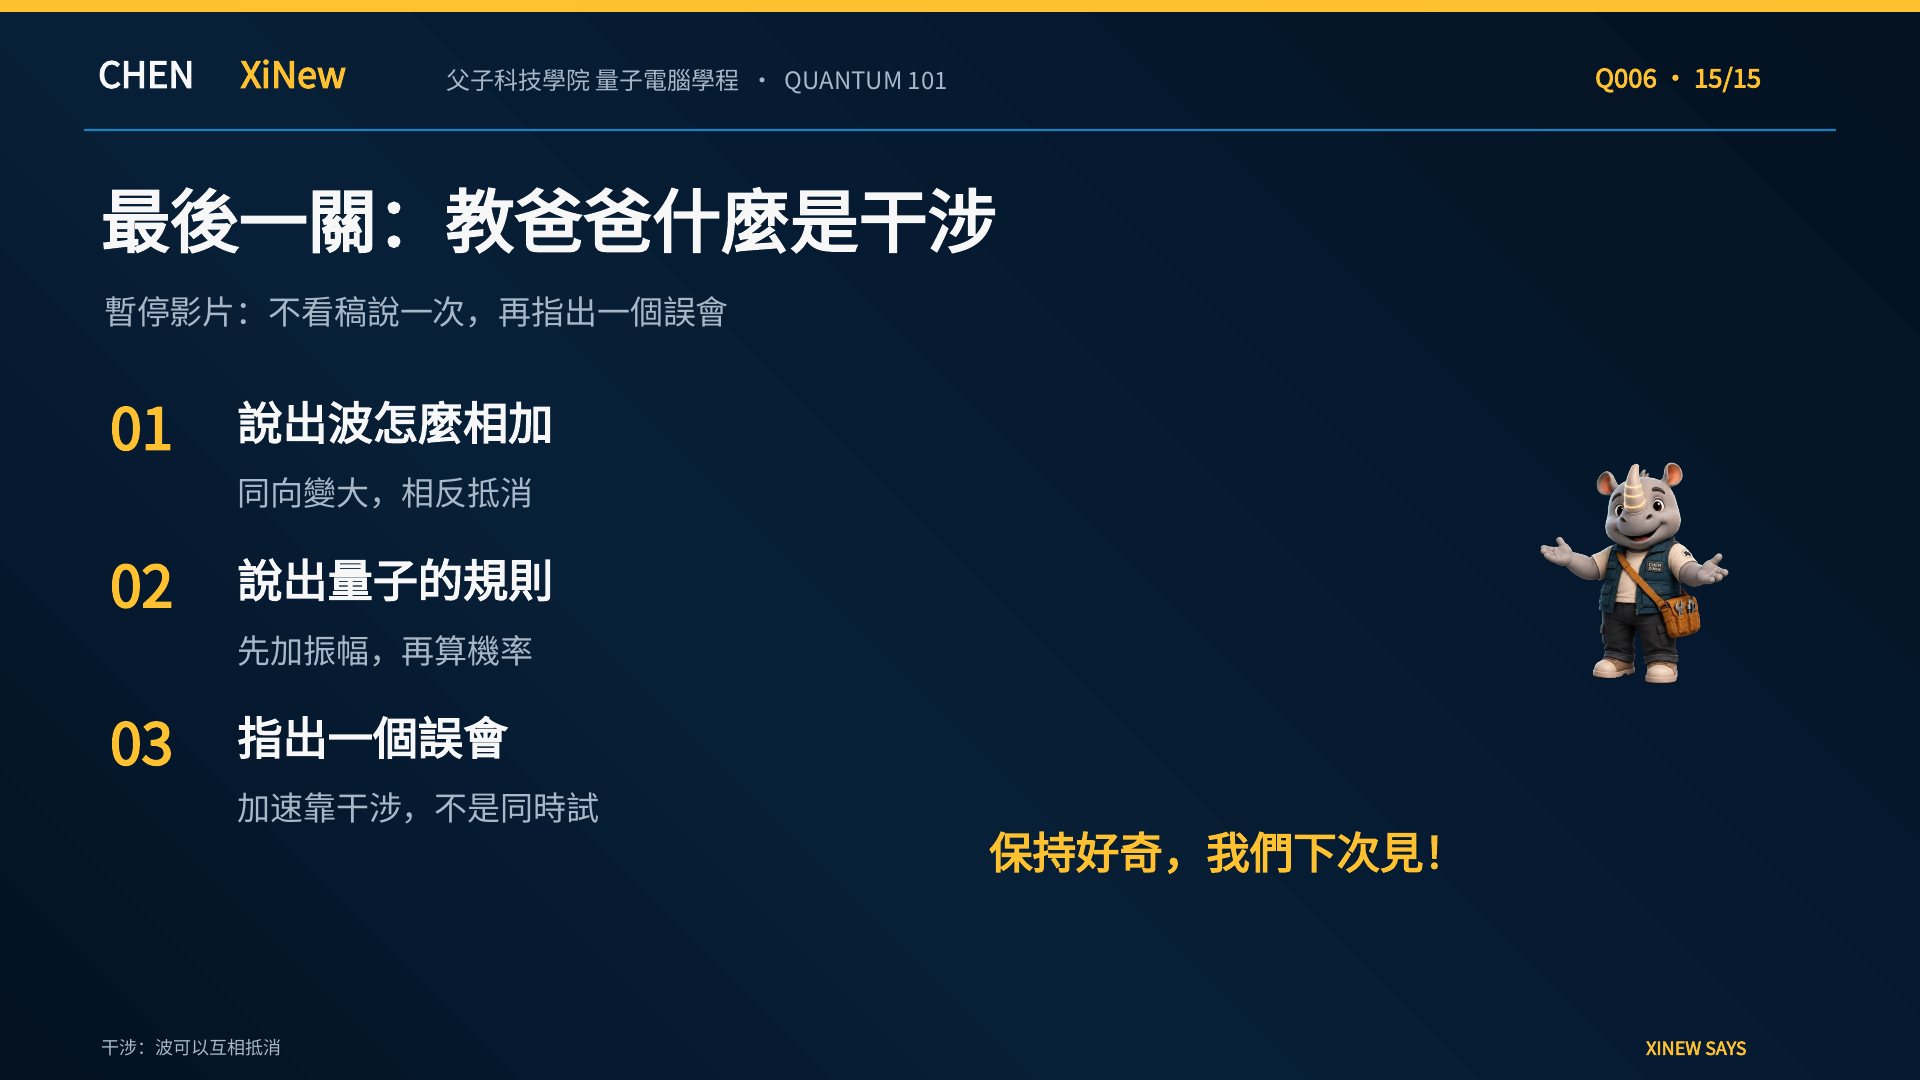 CHEN XiNew 父子科技學院 量子電腦學程 • QUANTUM 101 Q006 • 15/15
最後一關：教爸爸什麼是干涉
暫停影片：不看稿說一次，再指出一個誤會
01 說出波怎麼相加
同向變大，相反抵消
02 說出量子的規則
先加振幅，再算機率
03 指出一個誤會
加速靠干涉，不是同時試
保持好奇，我們下次見！
干涉：波可以互相抵消 XINEW SAYS